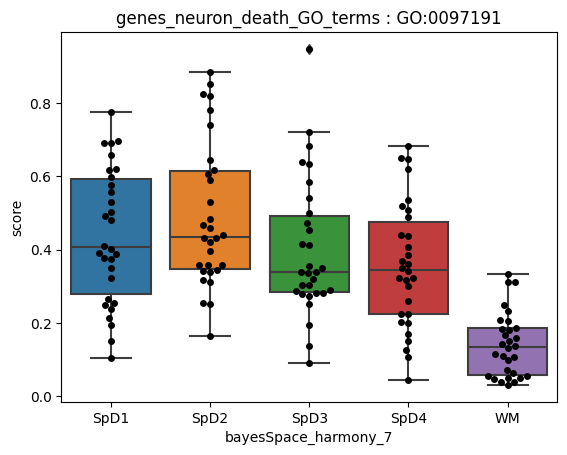 genes_neuron_death_GO_terms : GO:0097191
score
0.8
0.6
0.4
0.2
0.0
SpD1 SpD2 SpD3 SpD4 WM
bayesSpace_harmony_7